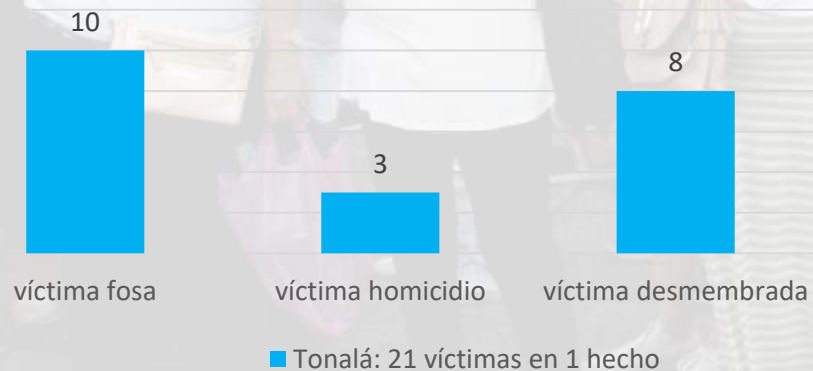 10
3
8
víctima fosa
víctima homicidio
víctima desmembrada
Tonalá: 21 víctimas en 1 hecho